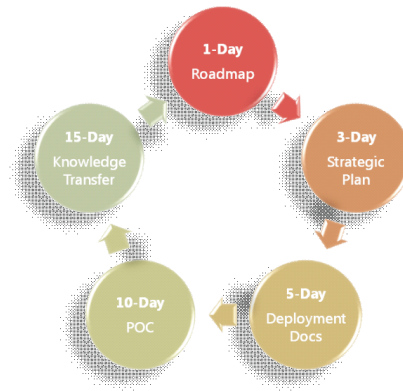 1-Day
Roadmap
3-Day
Strategic
Plan
5-Day
Deployment
Docs
10-Day
POC
15-Day
Knowledge
Transfer